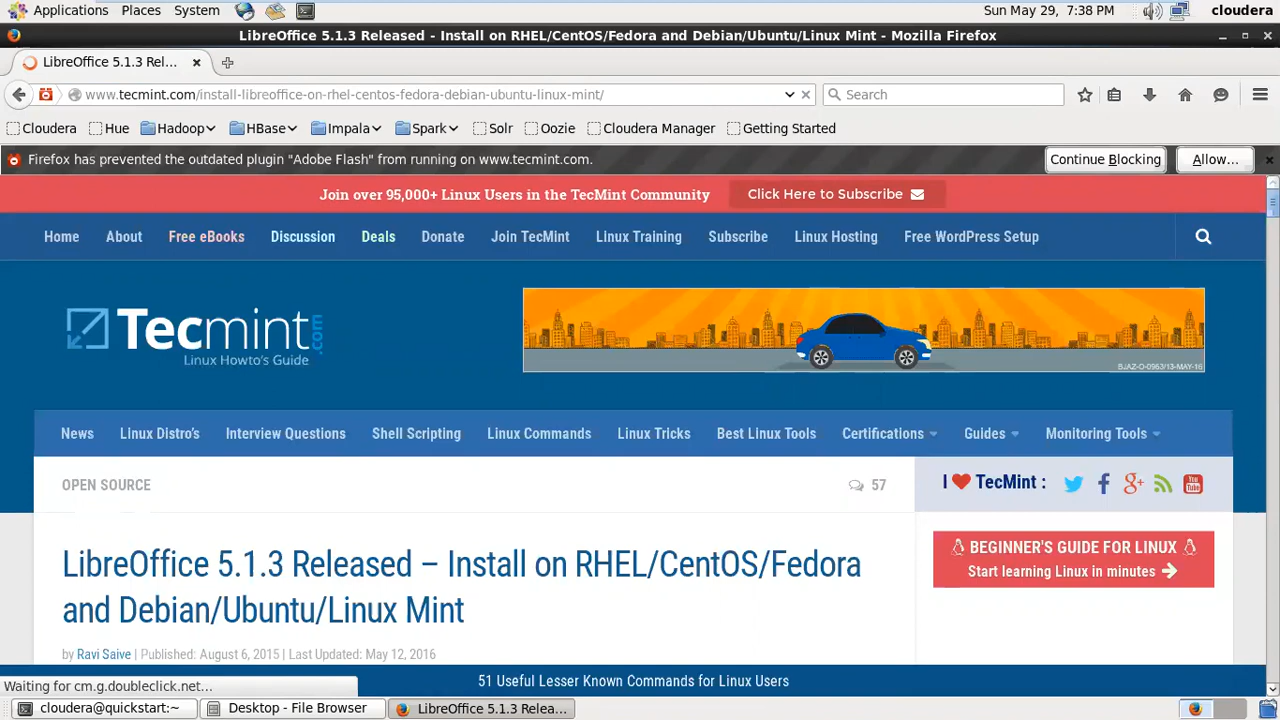 Applications Places System Sun May 29, 7:38 PM cloudera
LibreOffice 5.1.3 Released - Install on RHEL/CentOS/Fedora and Debian/Ubuntu/Linux Mint - Mozilla Firefox
LibreOffice 5.1.3 Rel...
www.tecmint.com/install-libreoffice-on-rhel-centos-fedora-debian-ubuntu-linux-mint/ Search
Cloudera Hue Hadoop HBase Impala Spark Solr Oozie Cloudera Manager Getting Started
Firefox has prevented the outdated plugin "Adobe Flash" from running on www.tecmint.com. Continue Blocking Allow...
Join over 95,000+ Linux Users in the TecMint Community Click Here to Subscribe
Home About Free eBooks Discussion Deals Donate Join TecMint Linux Training Subscribe Linux Hosting Free WordPress Setup
Tecmint.com
Linux Howto's Guide
BJAZ-O-0963/13-MAY-16
News Linux Distro's Interview Questions Shell Scripting Linux Commands Linux Tricks Best Linux Tools Certifications Guides Monitoring Tools
OPEN SOURCE 57
I TecMint :
LibreOffice 5.1.3 Released – Install on RHEL/CentOS/Fedora
and Debian/Ubuntu/Linux Mint
by Ravi Saive | Published: August 6, 2015 | Last Updated: May 12, 2016
BEGINNER'S GUIDE FOR LINUX
Start learning Linux in minutes
51 Useful Lesser Known Commands for Linux Users
Waiting for cm.g.doubleclick.net...
cloudera@quickstart:~ Desktop - File Browser LibreOffice 5.1.3 Relea...